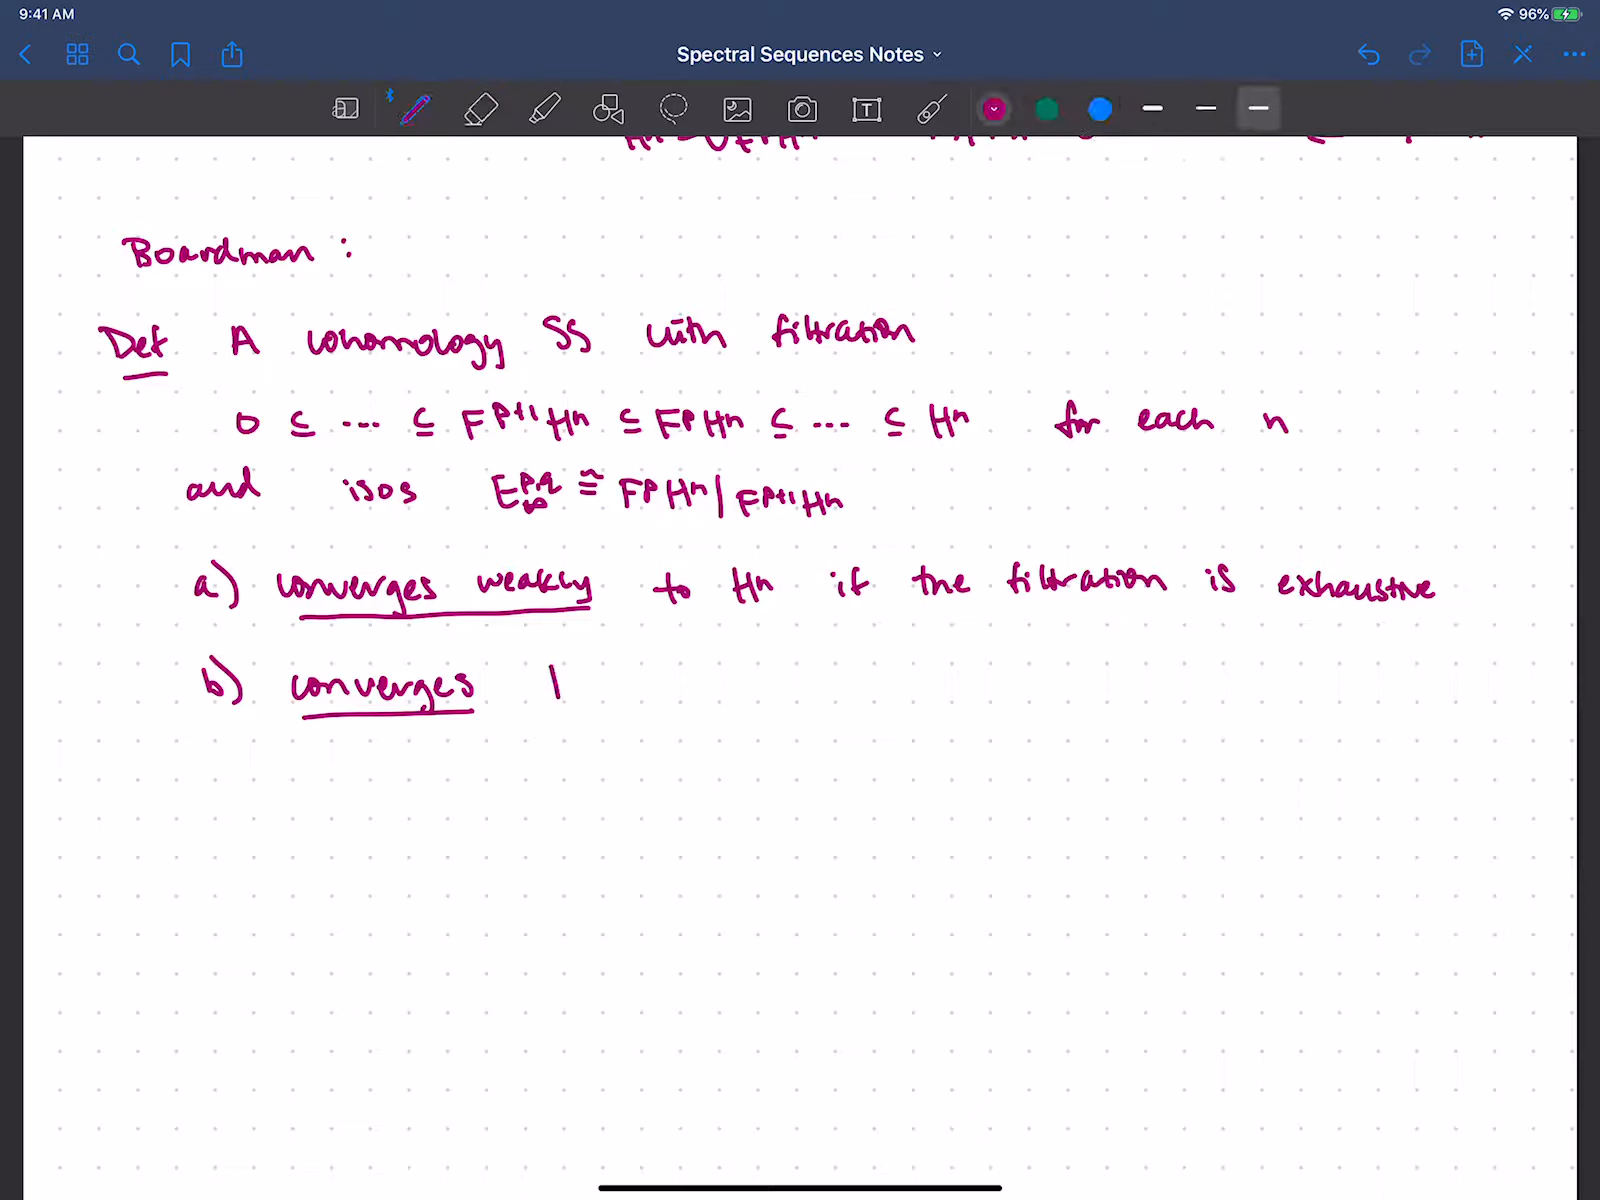 9:41 AM
96%
Spectral Sequences Notes
Boardman :
Def A cohomology SS with filtration
0 ⊆ ... ⊆ F^{p+1}H^n ⊆ F^pH^n ⊆ ... ⊆ H^n for each n
and isos E_∞^{p,q} ≅ F^pH^n/F^{p+1}H^n
a) converges weakly to H^n if the filtration is exhaustive
b) converges